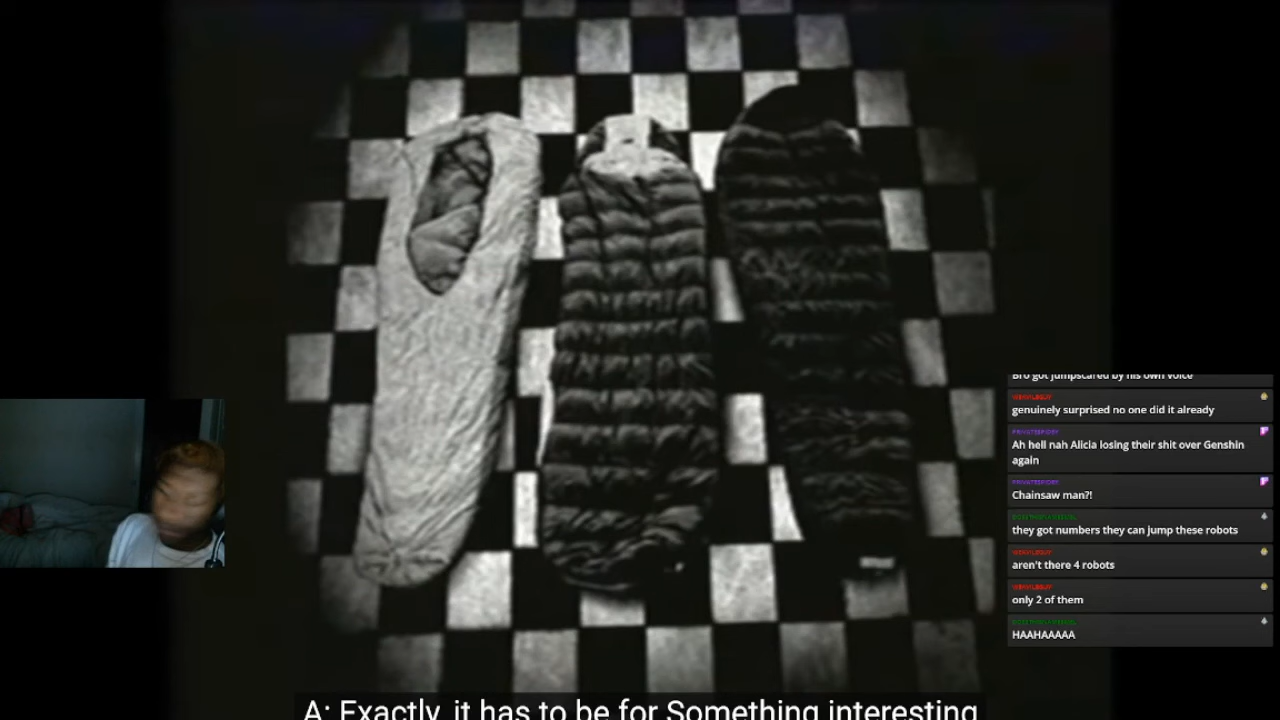 Bro got jumpscared by his own voice
genuinely surprised no one did it already
Ah hell nah Alicia losing their shit over Genshin
again
Chainsaw man?!
they got numbers they can jump these robots
aren't there 4 robots
only 2 of them
HAAHAAAAA
A: Exactly, it has to be for Something interesting